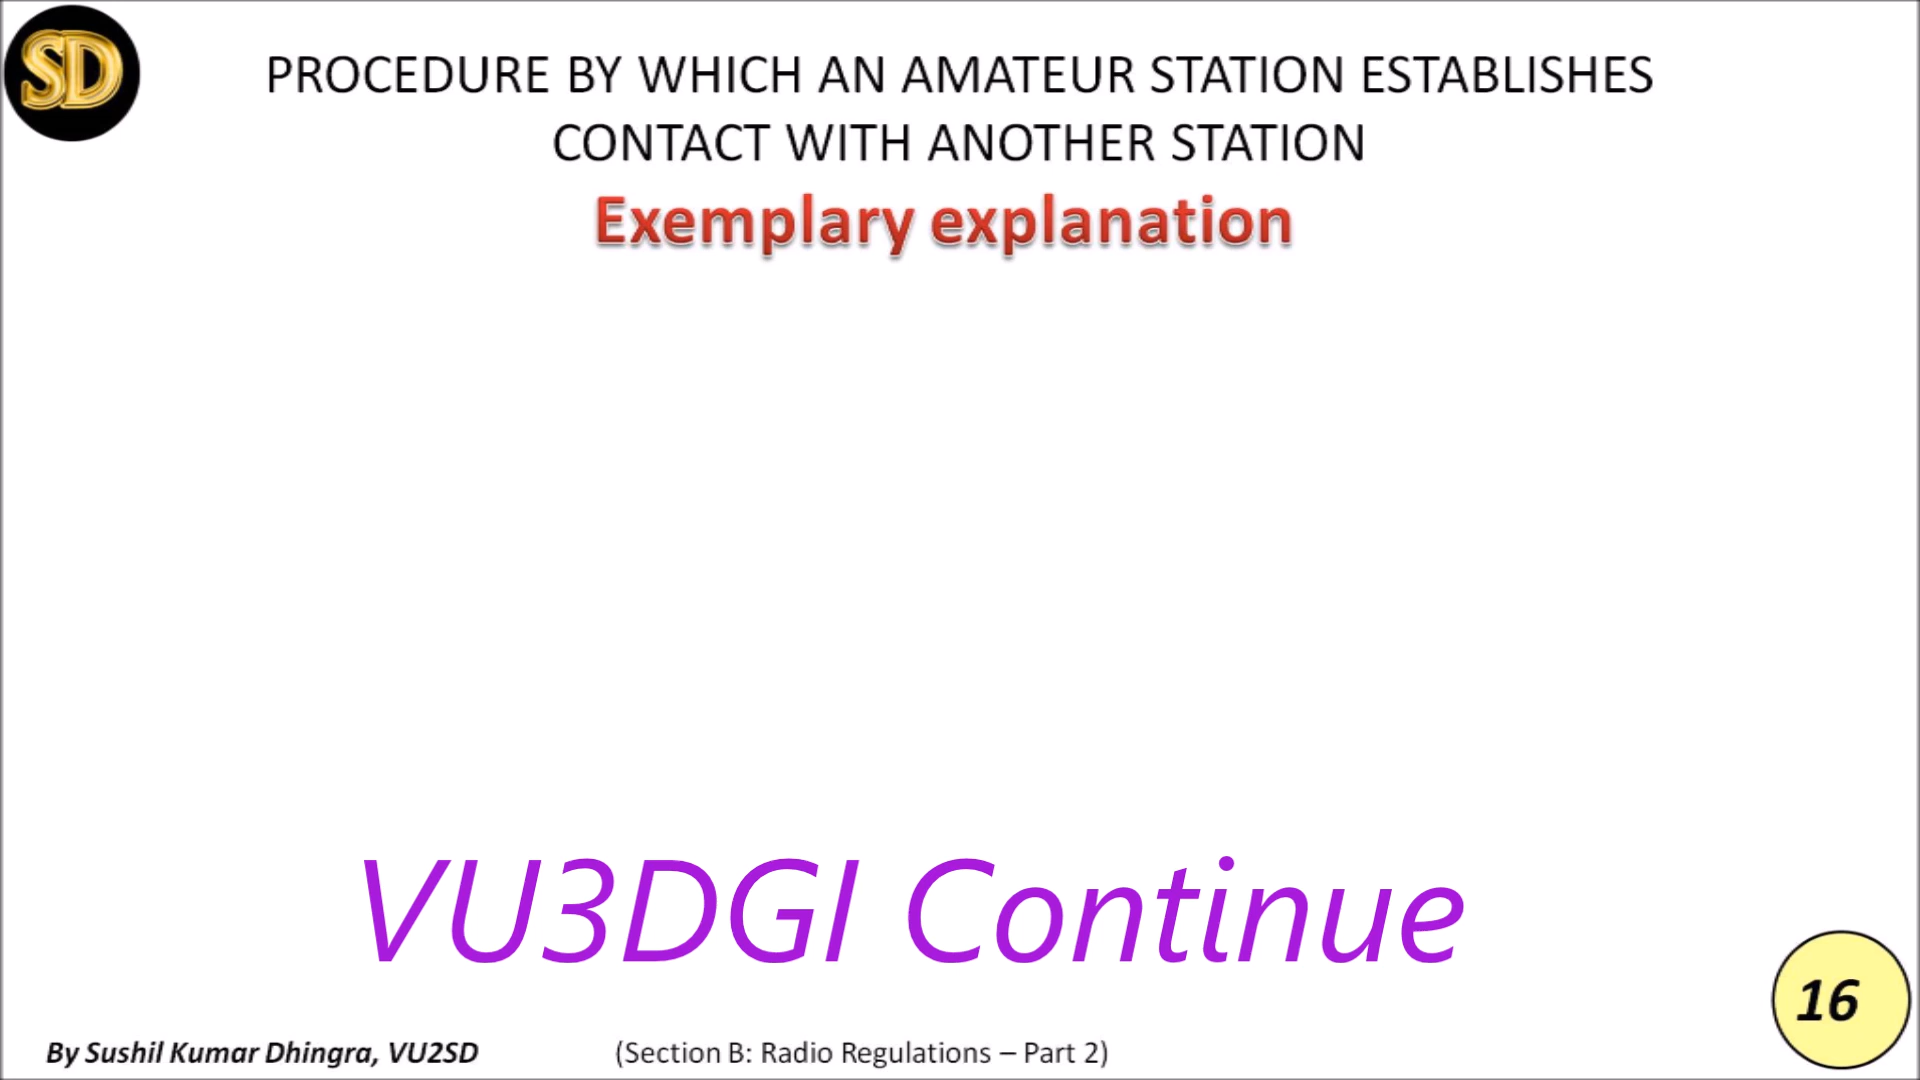 SD
PROCEDURE BY WHICH AN AMATEUR STATION ESTABLISHES
CONTACT WITH ANOTHER STATION
Exemplary explanation
VU3DGI Continue
16
By Sushil Kumar Dhingra, VU2SD
(Section B: Radio Regulations – Part 2)